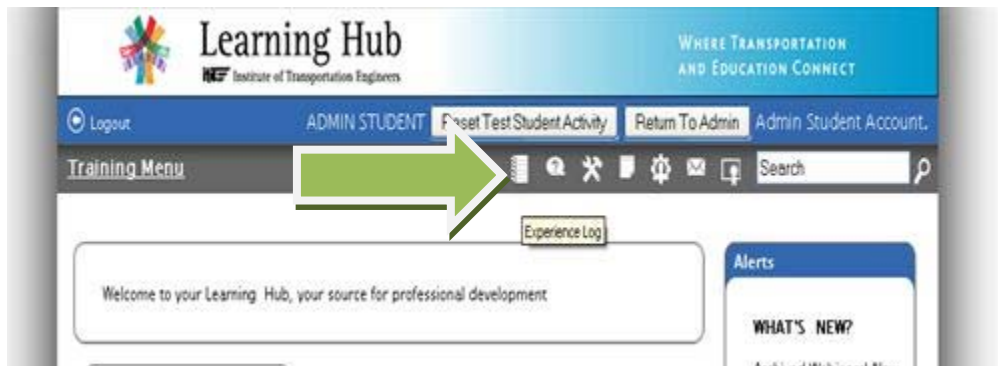 Learning Hub
Institute of Transportation Engineers
WHERE TRANSPORTATION
AND EDUCATION CONNECT
Logout
ADMIN STUDENT
Reset Test Student Activity
Return To Admin
Admin Student Account.
Training Menu
Search
Experience Log
Alerts
Welcome to your Learning Hub, your source for professional development
WHAT'S NEW?